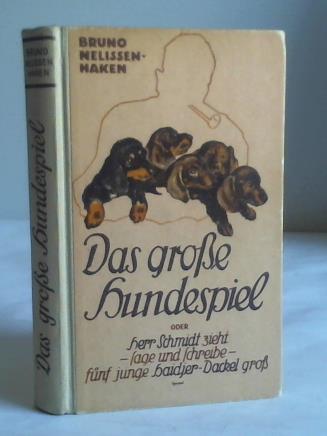 BRUNO
NELISSEN-
HAKEN
Das große
Hundespiel
ODER
Herr Schmidt zieht
– sage und schreibe –
fünf junge Haidjer-Dackel groß
BRUNO
NELISSEN
HAKEN
Das große Hundespiel